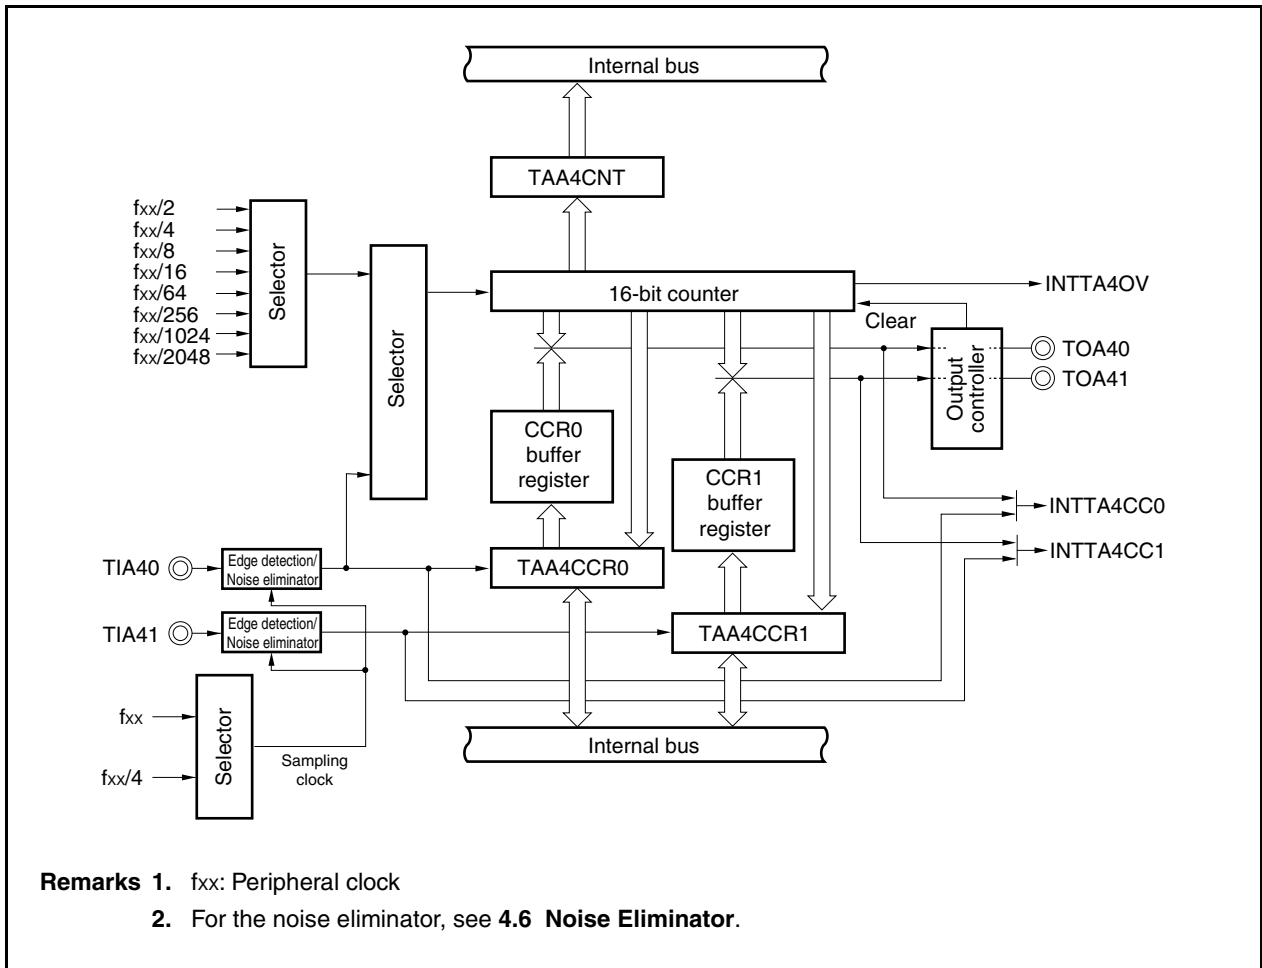 Internal bus
TAA4CNT
fxx/2
fxx/4
fxx/8
fxx/16
fxx/64
fxx/256
fxx/1024
fxx/2048
Selector
Selector
16-bit counter
INTTA4OV
Clear
TOA40
TOA41
Output
controller
CCR0
buffer
register
CCR1
buffer
register
INTTA4CC0
INTTA4CC1
TIA40
Edge detection/
Noise eliminator
TAA4CCR0
TIA41
Edge detection/
Noise eliminator
TAA4CCR1
fxx
fxx/4
Selector
Sampling
clock
Internal bus
Remarks 1. fxx: Peripheral clock
2. For the noise eliminator, see 4.6 Noise Eliminator.